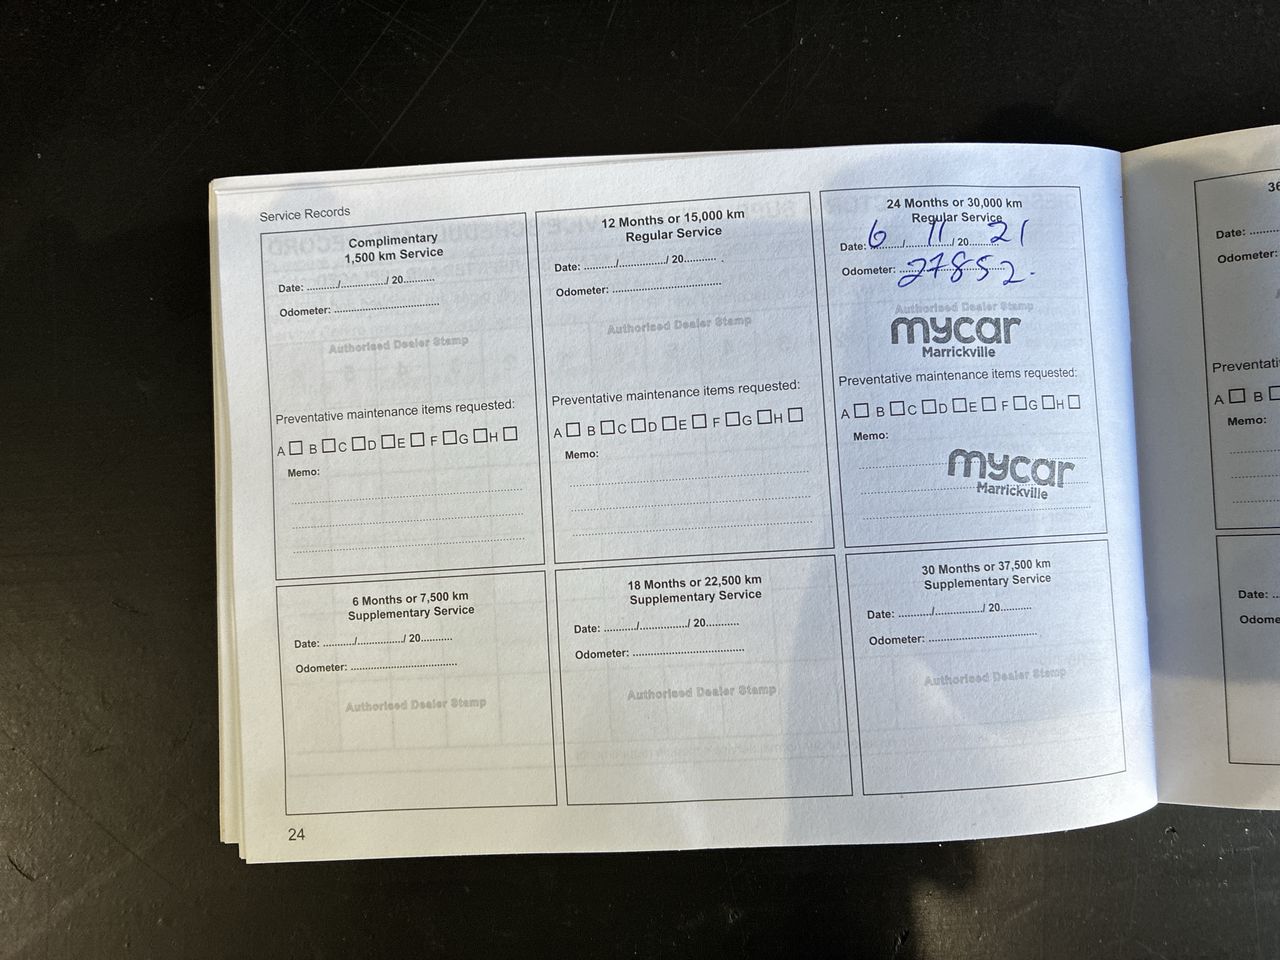 Service Records
Complimentary
1,500 km Service
Date: ........../................/ 20..........
Odometer: ....................................
Authorised Dealer Stamp
Preventative maintenance items requested:
A □ B □ C □ D □ E □ F □ G □ H □
Memo:
12 Months or 15,000 km
Regular Service
Date: ........../................/ 20..........
Odometer: ....................................
Authorised Dealer Stamp
Preventative maintenance items requested:
A □ B □ C □ D □ E □ F □ G □ H □
Memo:
24 Months or 30,000 km
Regular Service
Date: 6 / 11 / 20 21
Odometer: 27852.
Authorised Dealer Stamp
mycar
Marrickville
Preventative maintenance items requested:
A □ B □ C □ D □ E □ F □ G □ H □
Memo:
mycar
Marrickville
6 Months or 7,500 km
Supplementary Service
Date: ........../................/ 20..........
Odometer: ....................................
Authorised Dealer Stamp
18 Months or 22,500 km
Supplementary Service
Date: ........../................/ 20..........
Odometer: ....................................
Authorised Dealer Stamp
30 Months or 37,500 km
Supplementary Service
Date: ........../................/ 20..........
Odometer: ....................................
Authorised Dealer Stamp
24
36
Date: ..........
Odometer:
A □ B □
Memo:
Date: ..